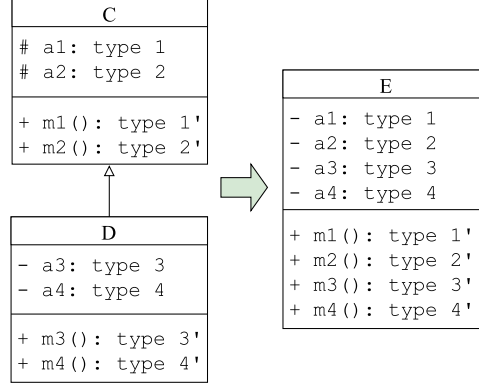 C
# a1: type 1
# a2: type 2
+ m1(): type 1'
+ m2(): type 2'
D
- a3: type 3
- a4: type 4
+ m3(): type 3'
+ m4(): type 4'
E
- a1: type 1
- a2: type 2
- a3: type 3
- a4: type 4
+ m1(): type 1'
+ m2(): type 2'
+ m3(): type 3'
+ m4(): type 4'